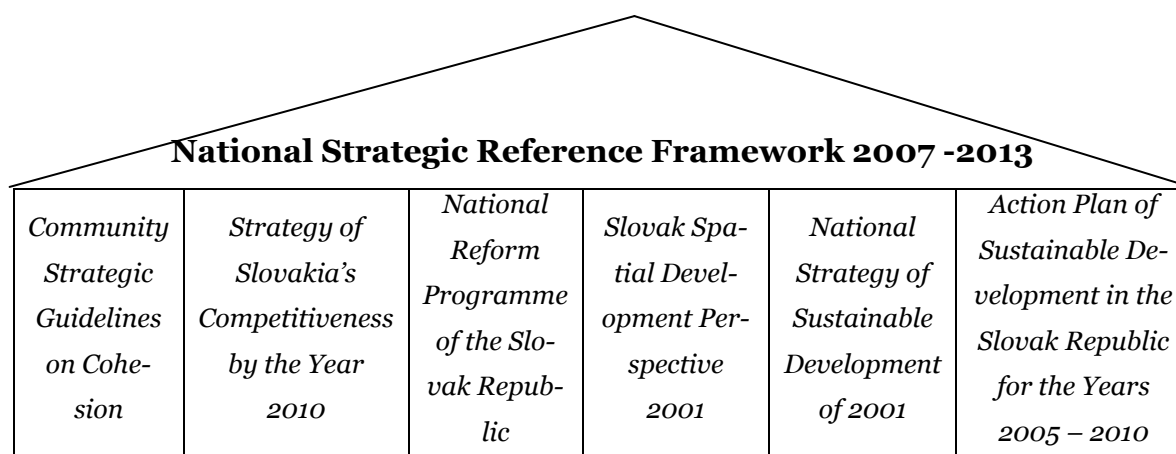 National Strategic Reference Framework 2007 -2013
Community
Strategic
Guidelines
on Cohe-
sion
Strategy of
Slovakia’s
Competitiveness
by the Year
2010
National
Reform
Programme
of the Slo-
vak Repub-
lic
Slovak Spa-
tial Devel-
opment Per-
spective
2001
National
Strategy of
Sustainable
Development
of 2001
Action Plan of
Sustainable De-
velopment in the
Slovak Republic
for the Years
2005 – 2010